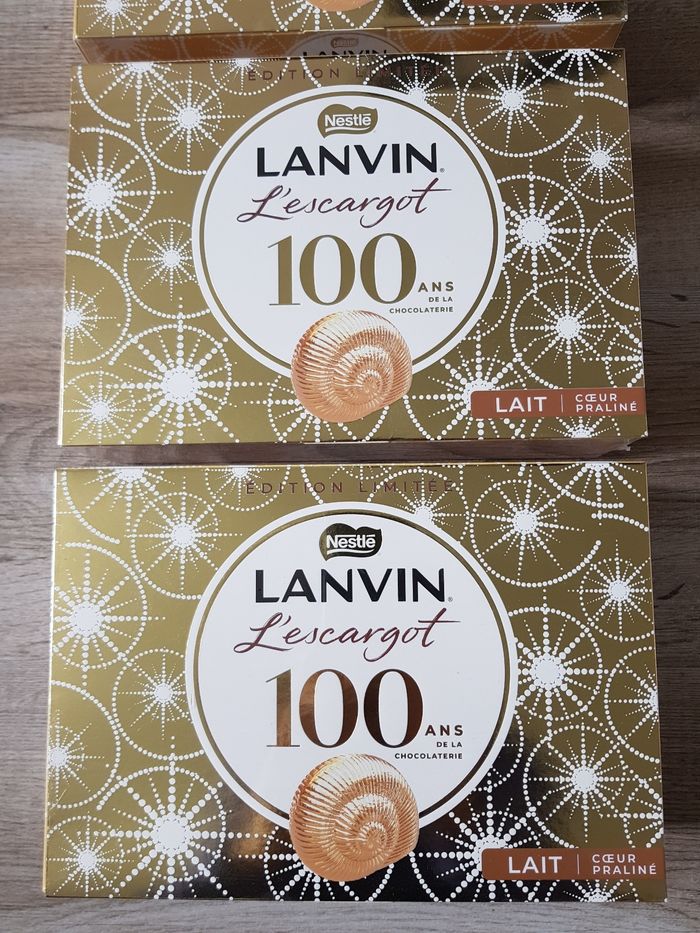 LANVIN
ÉDITION LIMITÉE
Nestlé
LANVIN
L'escargot
100 ANS
DE LA
CHOCOLATERIE
LAIT | CŒUR
PRALINÉ
ÉDITION LIMITÉE
Nestlé
LANVIN
L'escargot
100 ANS
DE LA
CHOCOLATERIE
LAIT | CŒUR
PRALINÉ